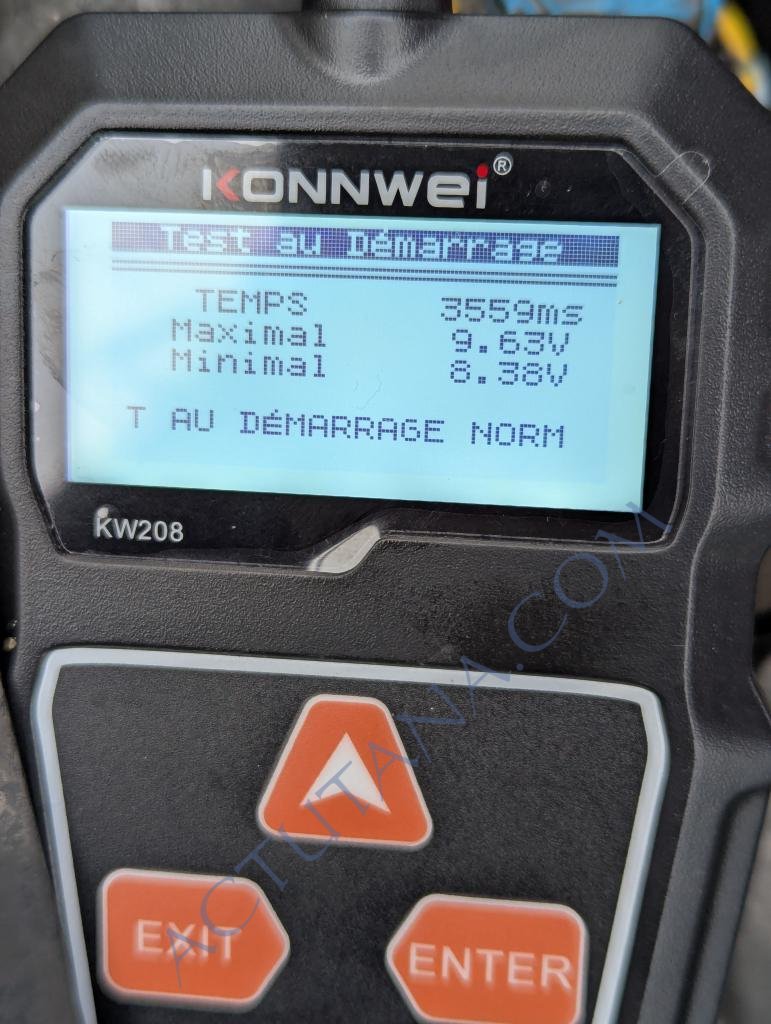 KONNWEI®
Test au Démarrage
TEMPS 3559ms
Maximal 9.63V
Minimal 8.38V
T AU DÉMARRAGE NORM
KW208
EXIT
ENTER
ACTUTANA.COM